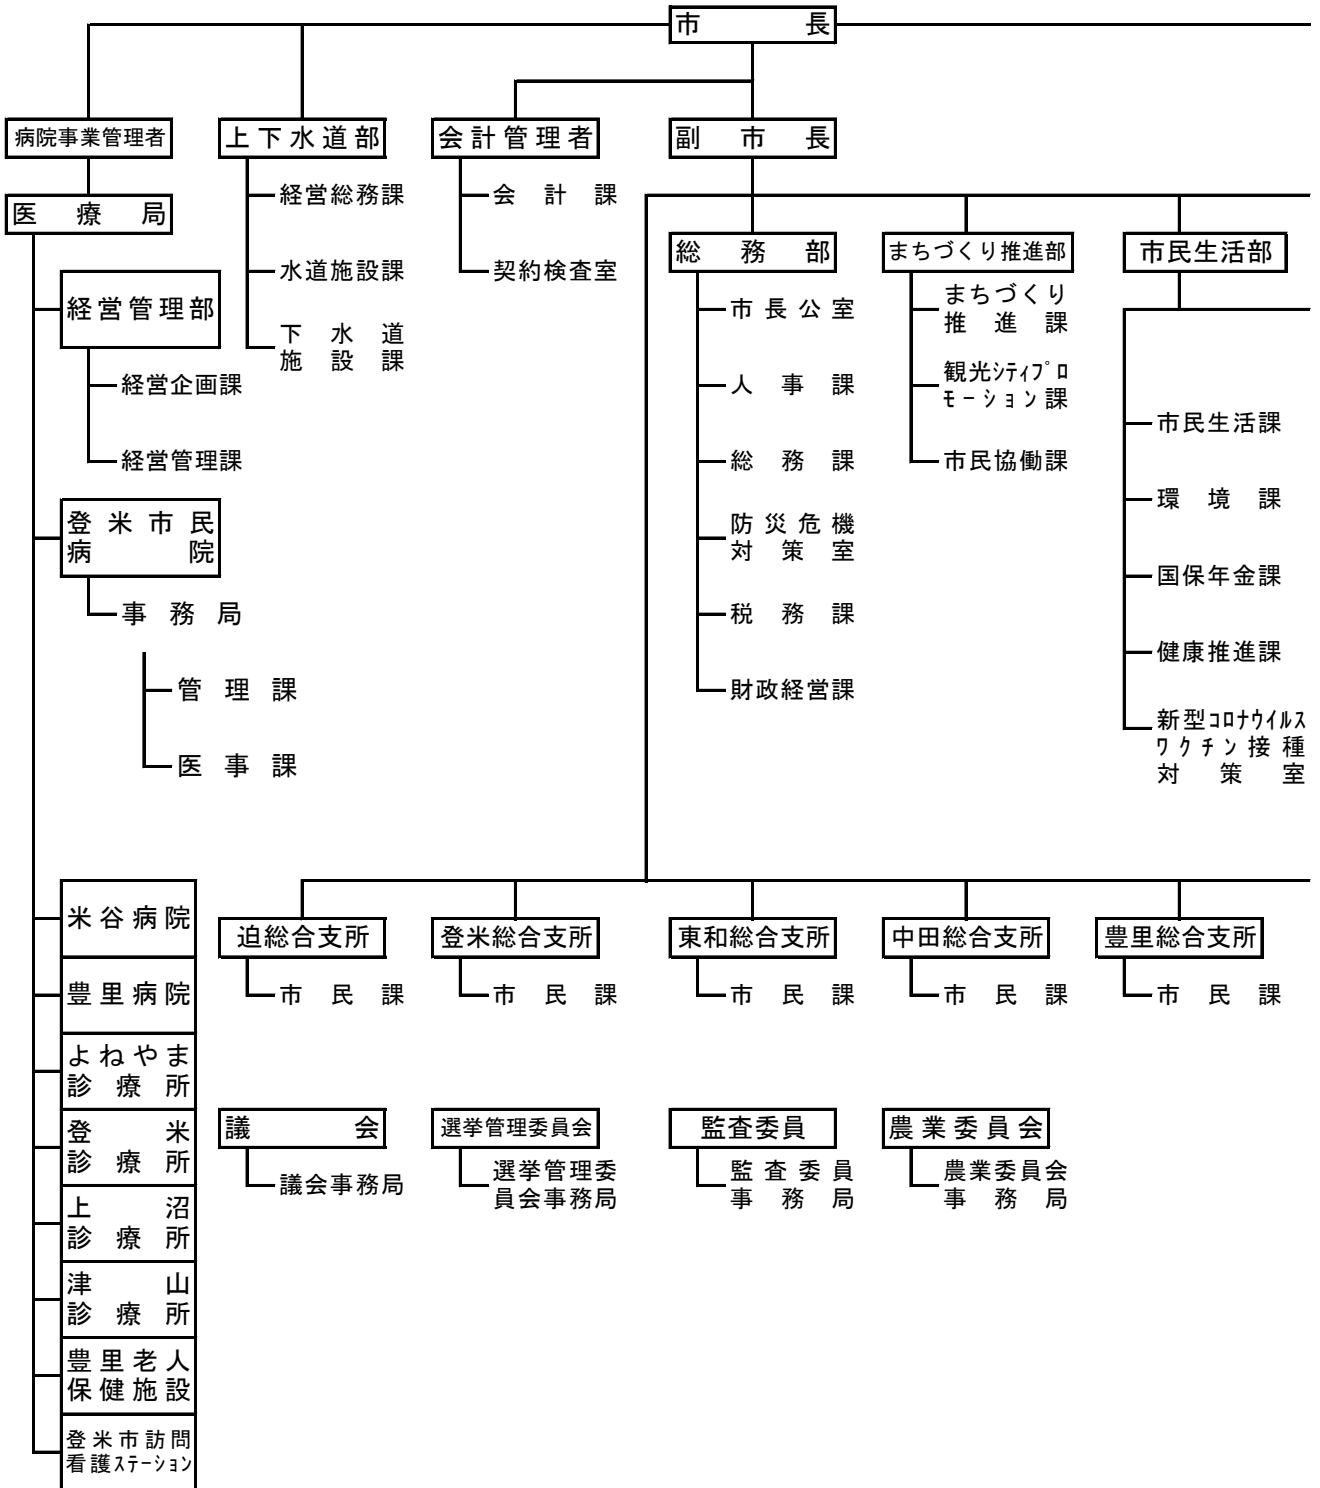 市長
病院事業管理者
上下水道部
会計管理者
副市長
医療局
経営総務課
会計課
総務部
まちづくり推進部
市民生活部
水道施設課
契約検査室
経営管理部
市長公室
まちづくり
推進課
下水道
施設課
経営企画課
人事課
観光ｼﾃｨﾌﾟﾛ
ﾓｰｼｮﾝ課
市民生活課
経営管理課
総務課
市民協働課
環境課
登米市民
病院
防災危機
対策室
国保年金課
事務局
税務課
健康推進課
管理課
財政経営課
新型ｺﾛﾅｳｲﾙｽ
ﾜｸﾁﾝ接種
対策室
医事課
米谷病院
迫総合支所
登米総合支所
東和総合支所
中田総合支所
豊里総合支所
豊里病院
市民課
市民課
市民課
市民課
市民課
よねやま
診療所
登米
診療所
議会
選挙管理委員会
監査委員
農業委員会
議会事務局
選挙管理委
員会事務局
監査委員
事務局
農業委員会
事務局
上沼
診療所
津山
診療所
豊里老人
保健施設
登米市訪問
看護ｽﾃｰｼｮﾝ